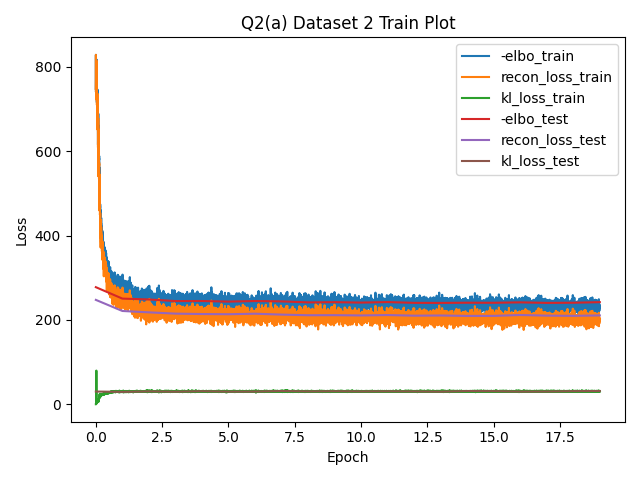 Q2(a) Dataset 2 Train Plot
-elbo_train
recon_loss_train
kl_loss_train
-elbo_test
recon_loss_test
kl_loss_test
Loss
800
600
400
200
0
0.0 2.5 5.0 7.5 10.0 12.5 15.0 17.5
Epoch